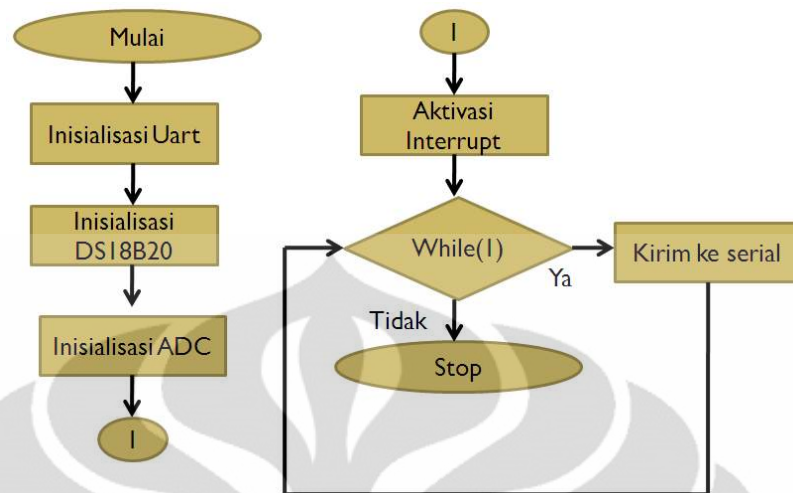 Mulai
Inisialisasi Uart
Inisialisasi
DS18B20
Inisialisasi ADC
1
1
Aktivasi
Interrupt
While(1)
Ya
Kirim ke serial
Tidak
Stop